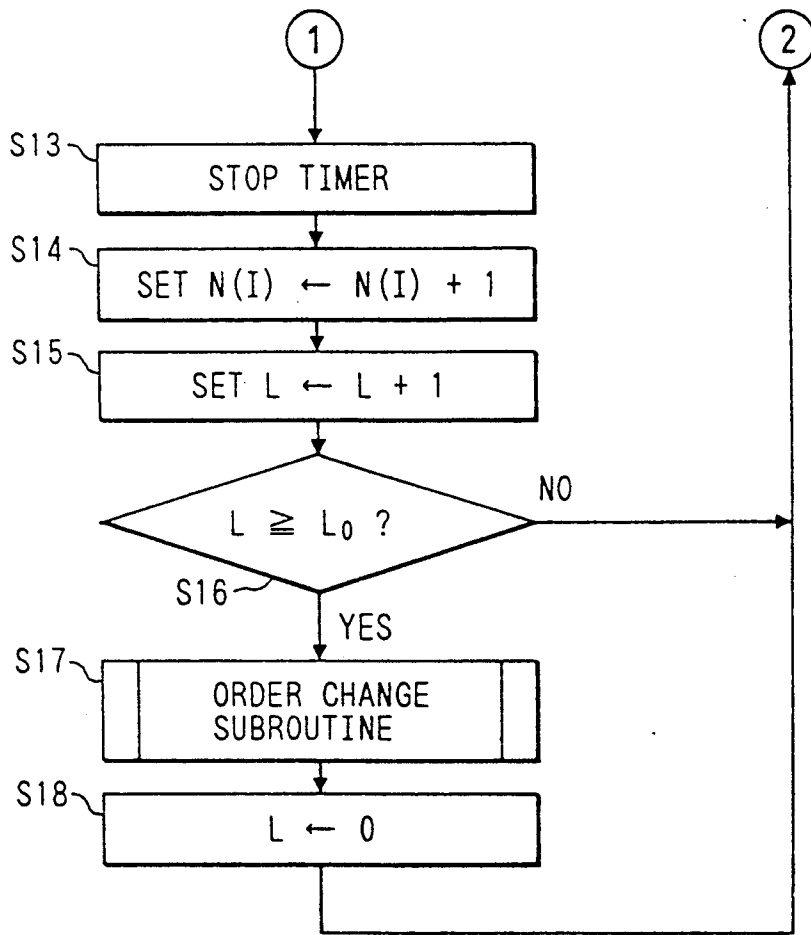 1
2
S13
STOP TIMER
S14
SET N(I) ← N(I) + 1
S15
SET L ← L + 1
L ≧ L₀ ?
NO
S16
YES
S17
ORDER CHANGE
SUBROUTINE
S18
L ← 0